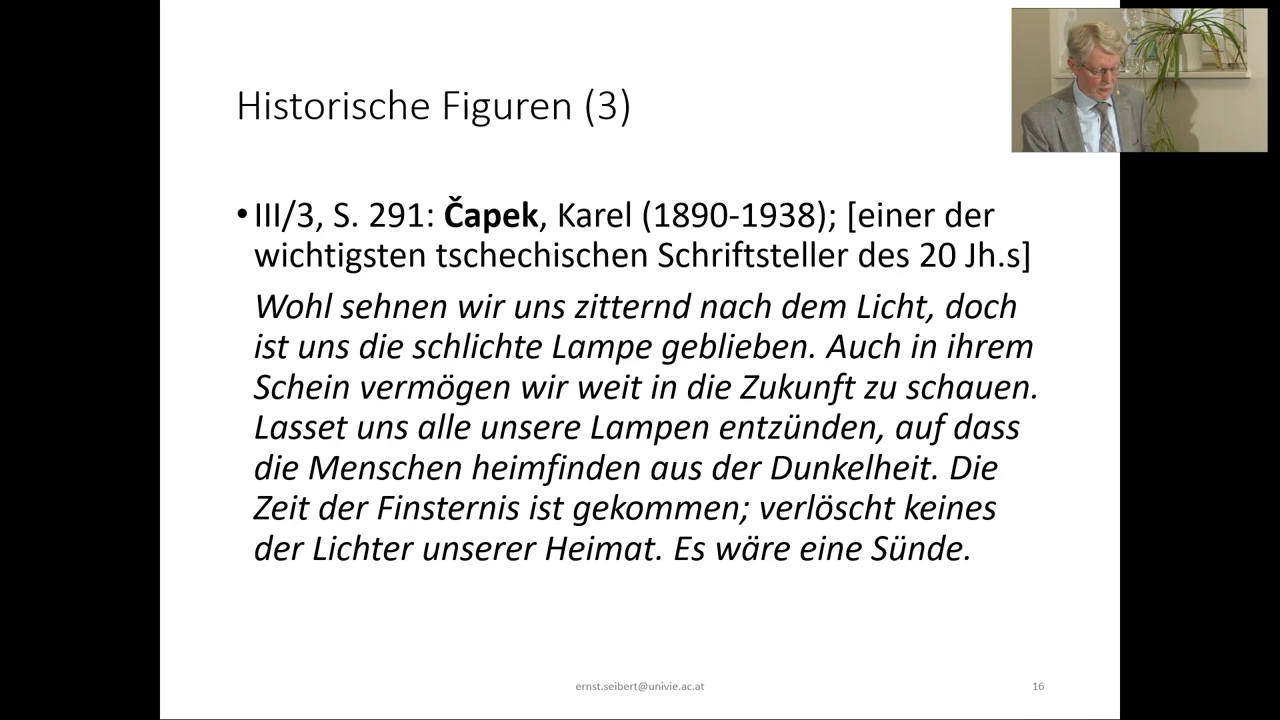 Historische Figuren (3)
•III/3, S. 291: Čapek, Karel (1890-1938); [einer der
wichtigsten tschechischen Schriftsteller des 20 Jh.s]
Wohl sehnen wir uns zitternd nach dem Licht, doch
ist uns die schlichte Lampe geblieben. Auch in ihrem
Schein vermögen wir weit in die Zukunft zu schauen.
Lasset uns alle unsere Lampen entzünden, auf dass
die Menschen heimfinden aus der Dunkelheit. Die
Zeit der Finsternis ist gekommen; verlöscht keines
der Lichter unserer Heimat. Es wäre eine Sünde.
ernst.seibert@univie.ac.at
16